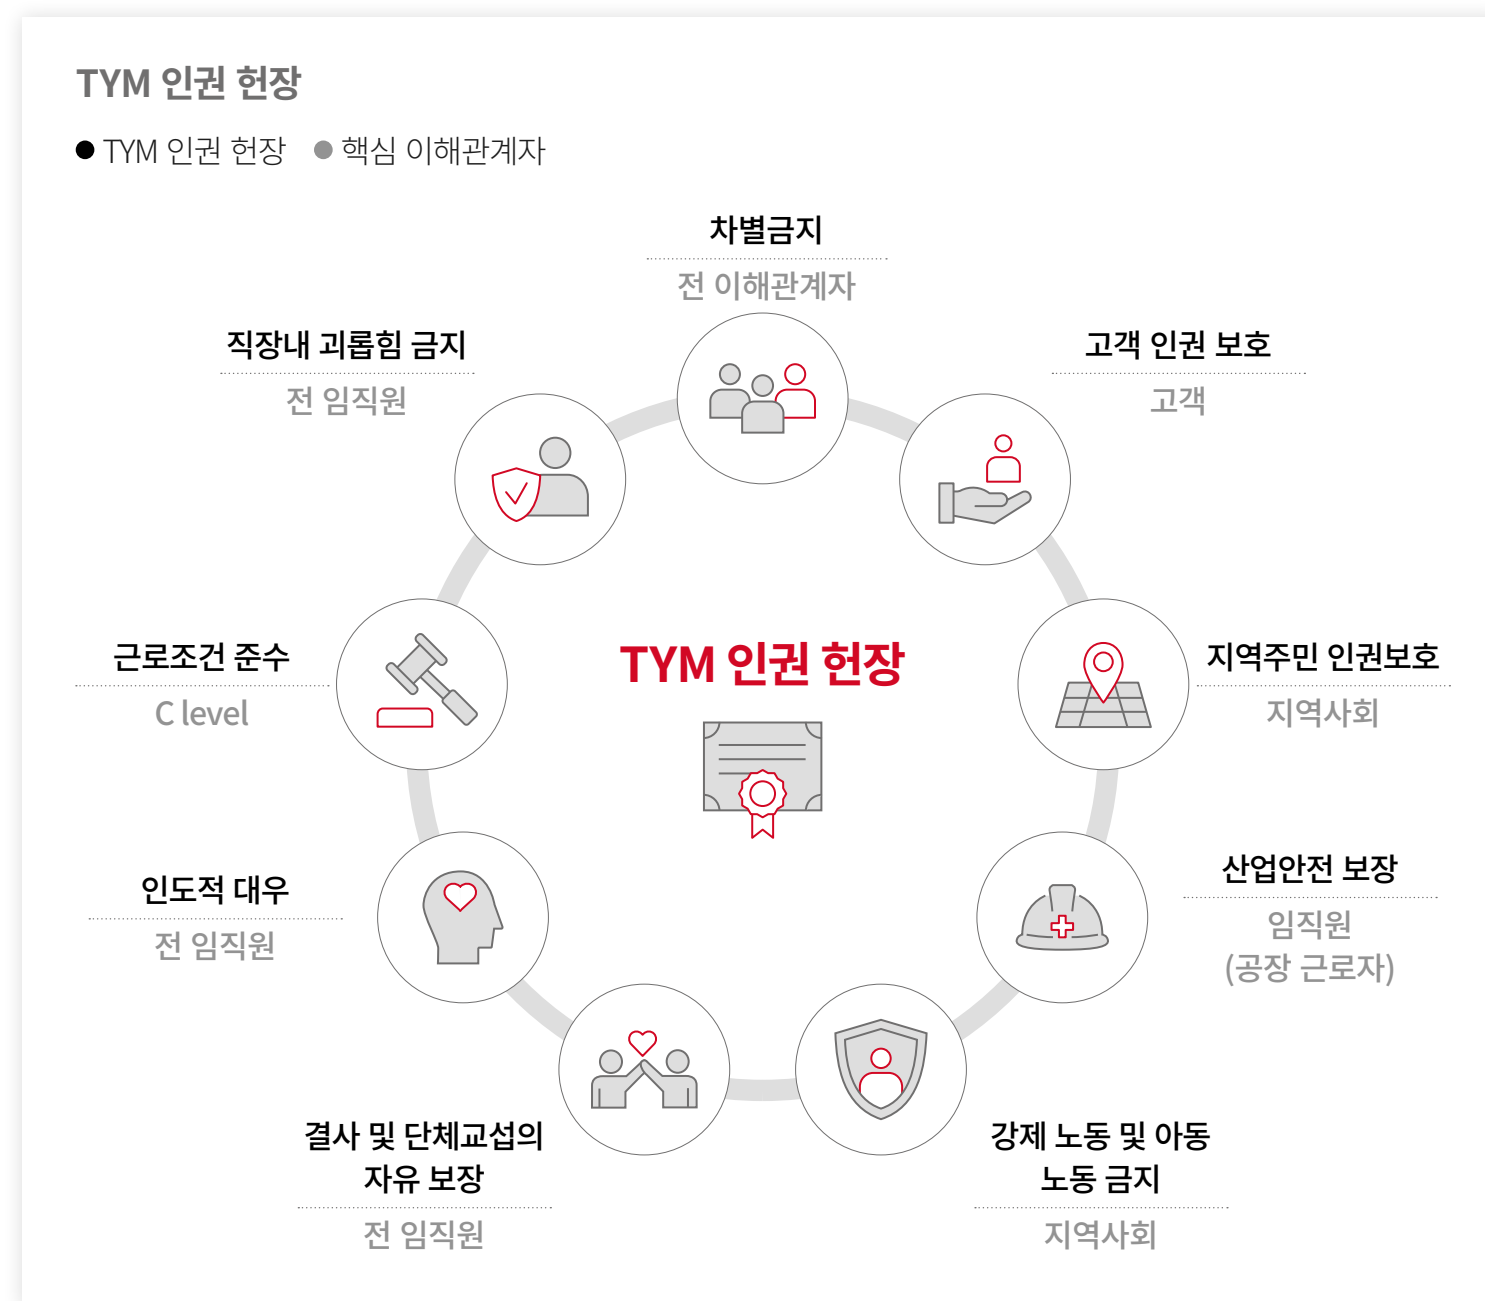 TYM 인권 헌장
● TYM 인권 헌장 ● 핵심 이해관계자
차별금지
전 이해관계자
고객 인권 보호
고객
지역주민 인권보호
지역사회
산업안전 보장
임직원
(공장 근로자)
강제 노동 및 아동
노동 금지
지역사회
결사 및 단체교섭의
자유 보장
전 임직원
인도적 대우
전 임직원
근로조건 준수
C level
직장내 괴롭힘 금지
전 임직원
TYM 인권 헌장